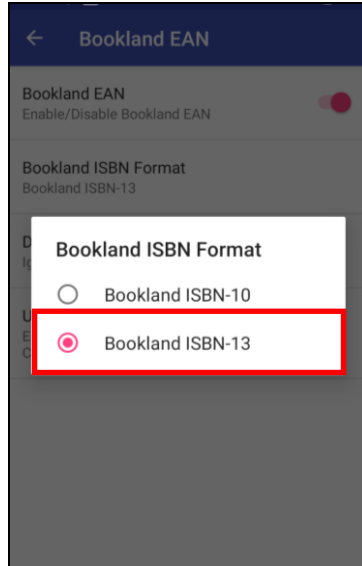 Bookland EAN
Bookland EAN
Enable/Disable Bookland EAN
Bookland ISBN Format
Bookland ISBN-13
Bookland ISBN Format
Bookland ISBN-10
Bookland ISBN-13